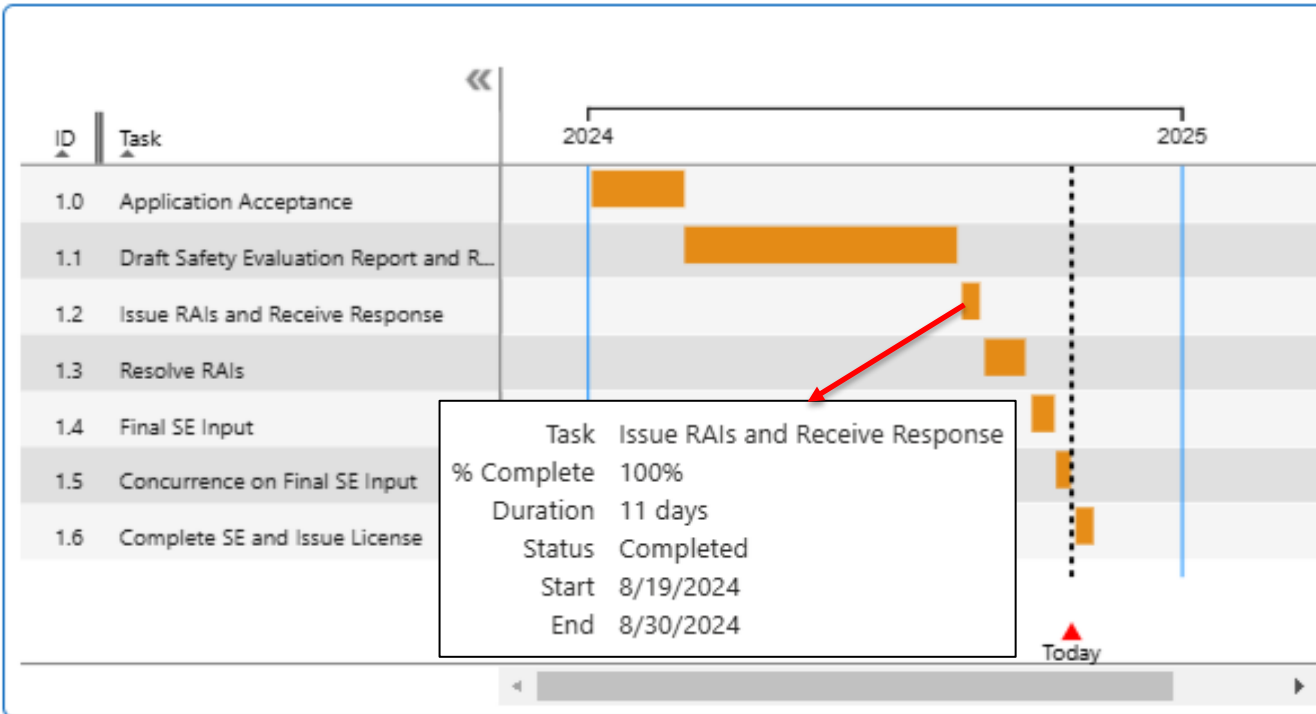 2024 2025
ID Task
1.0 Application Acceptance
1.1 Draft Safety Evaluation Report and R...
1.2 Issue RAIs and Receive Response
1.3 Resolve RAIs
1.4 Final SE Input
1.5 Concurrence on Final SE Input
1.6 Complete SE and Issue License
Task Issue RAIs and Receive Response
% Complete 100%
Duration 11 days
Status Completed
Start 8/19/2024
End 8/30/2024
Today